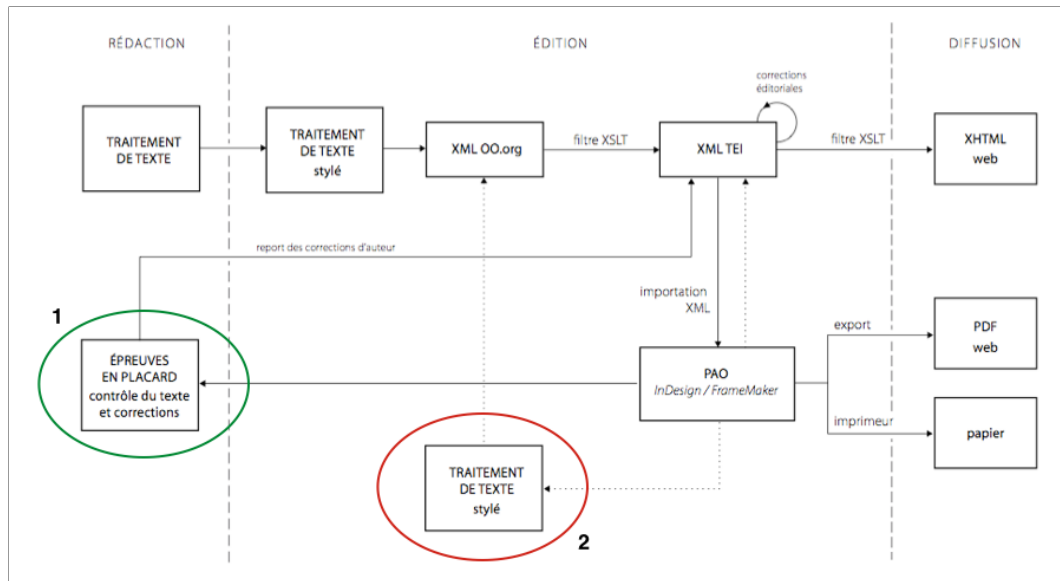 RÉDACTION
ÉDITION
DIFFUSION
TRAITEMENT
DE TEXTE
TRAITEMENT
DE TEXTE
stylé
XML OO.org
filtre XSLT
corrections
éditoriales
XML TEI
filtre XSLT
XHTML
web
report des corrections d'auteur
1
ÉPREUVES
EN PLACARD
contrôle du texte
et corrections
importation
XML
PAO
InDesign / FrameMaker
export
PDF
web
imprimeur
papier
TRAITEMENT
DE TEXTE
stylé
2